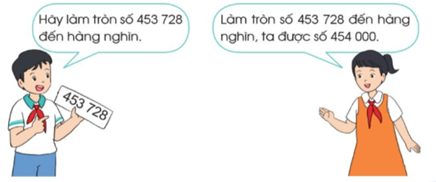 Hãy làm tròn số 453 728
đến hàng nghìn.
Làm tròn số 453 728 đến hàng
nghìn, ta được số 454 000.
453 728